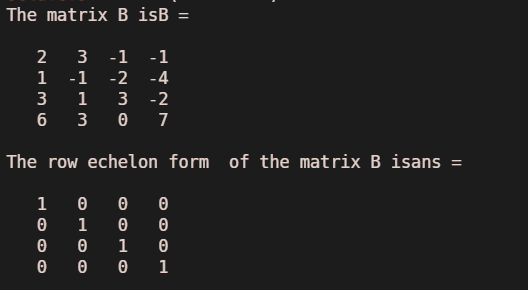 The matrix B isB =
2 3 -1 -1
1 -1 -2 -4
3 1 3 -2
6 3 0 7
The row echelon form  of the matrix B isans =
1 0 0 0
0 1 0 0
0 0 1 0
0 0 0 1